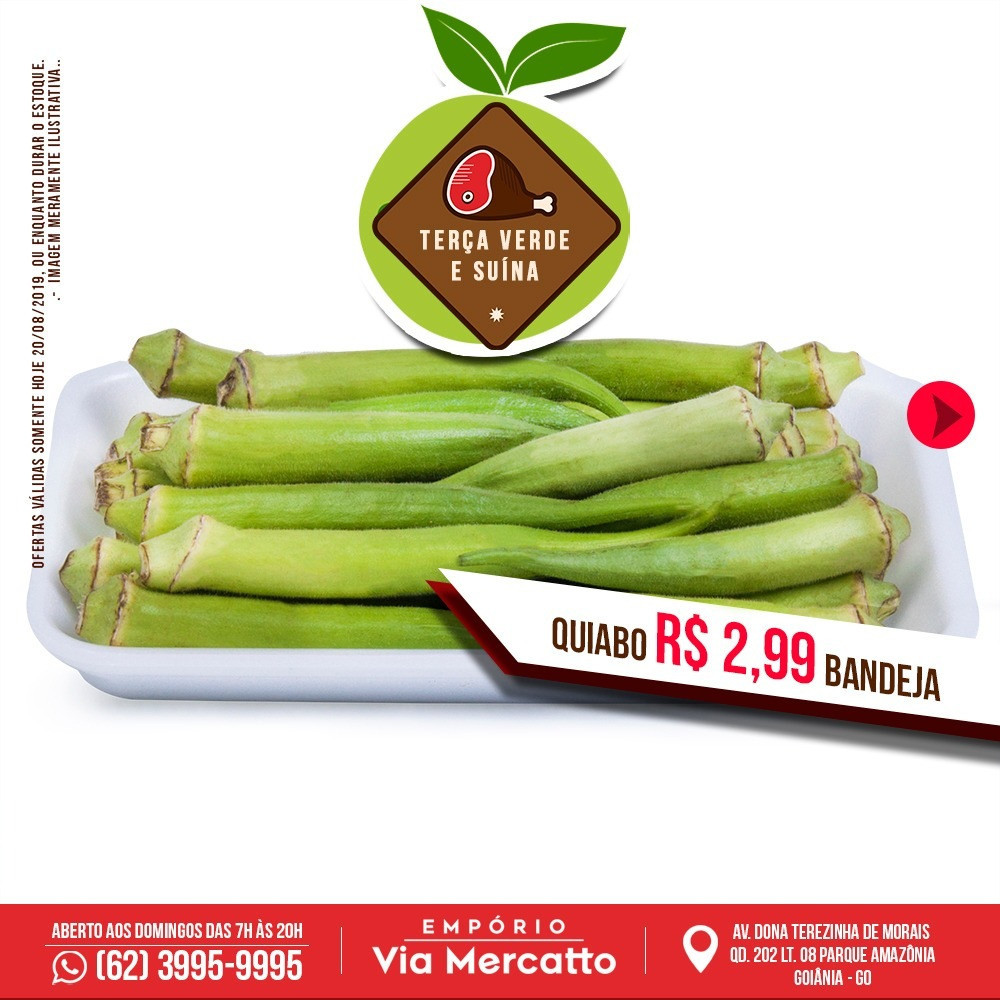 OFERTAS VÁLIDAS SOMENTE HOJE 20/08/2019, OU ENQUANTO DURAR O ESTOQUE.
.- IMAGEM MERAMENTE ILUSTRATIVA..
TERÇA VERDE
E SUÍNA
QUIABO R$ 2,99 BANDEJA
ABERTO AOS DOMINGOS DAS 7H ÀS 20H
(62) 3995-9995
EMPÓRIO
Via Mercatto
AV. DONA TEREZINHA DE MORAIS
QD. 202 LT. 08 PARQUE AMAZÔNIA
GOIÂNIA - GO